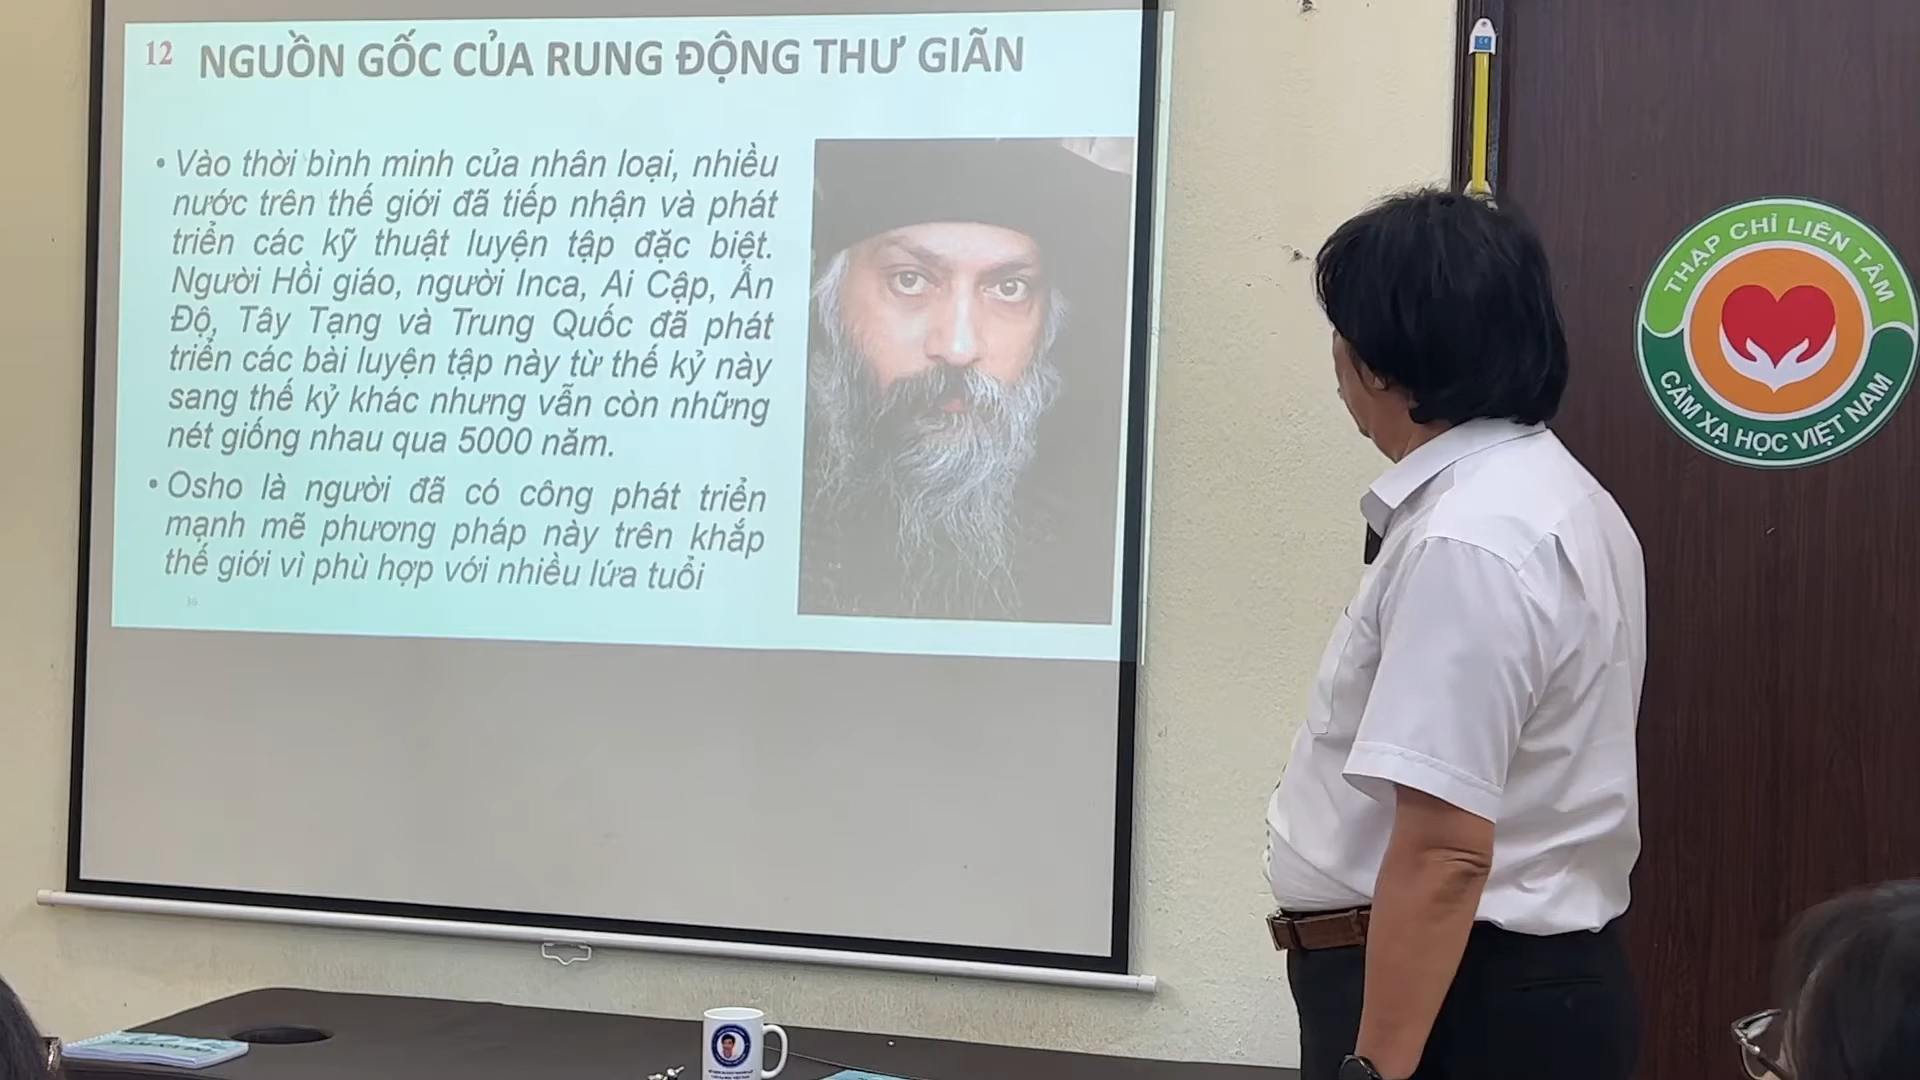 12 NGUỒN GỐC CỦA RUNG ĐỘNG THƯ GIÃN
• Vào thời bình minh của nhân loại, nhiều
nước trên thế giới đã tiếp nhận và phát
triển các kỹ thuật luyện tập đặc biệt.
Người Hồi giáo, người Inca, Ai Cập, Ấn
Độ, Tây Tạng và Trung Quốc đã phát
triển các bài luyện tập này từ thế kỷ này
sang thế kỷ khác nhưng vẫn còn những
nét giống nhau qua 5000 năm.
• Osho là người đã có công phát triển
mạnh mẽ phương pháp này trên khắp
thế giới vì phù hợp với nhiều lứa tuổi
THẬP CHỈ LIÊN TÂM
CẢM XẠ HỌC VIỆT NAM